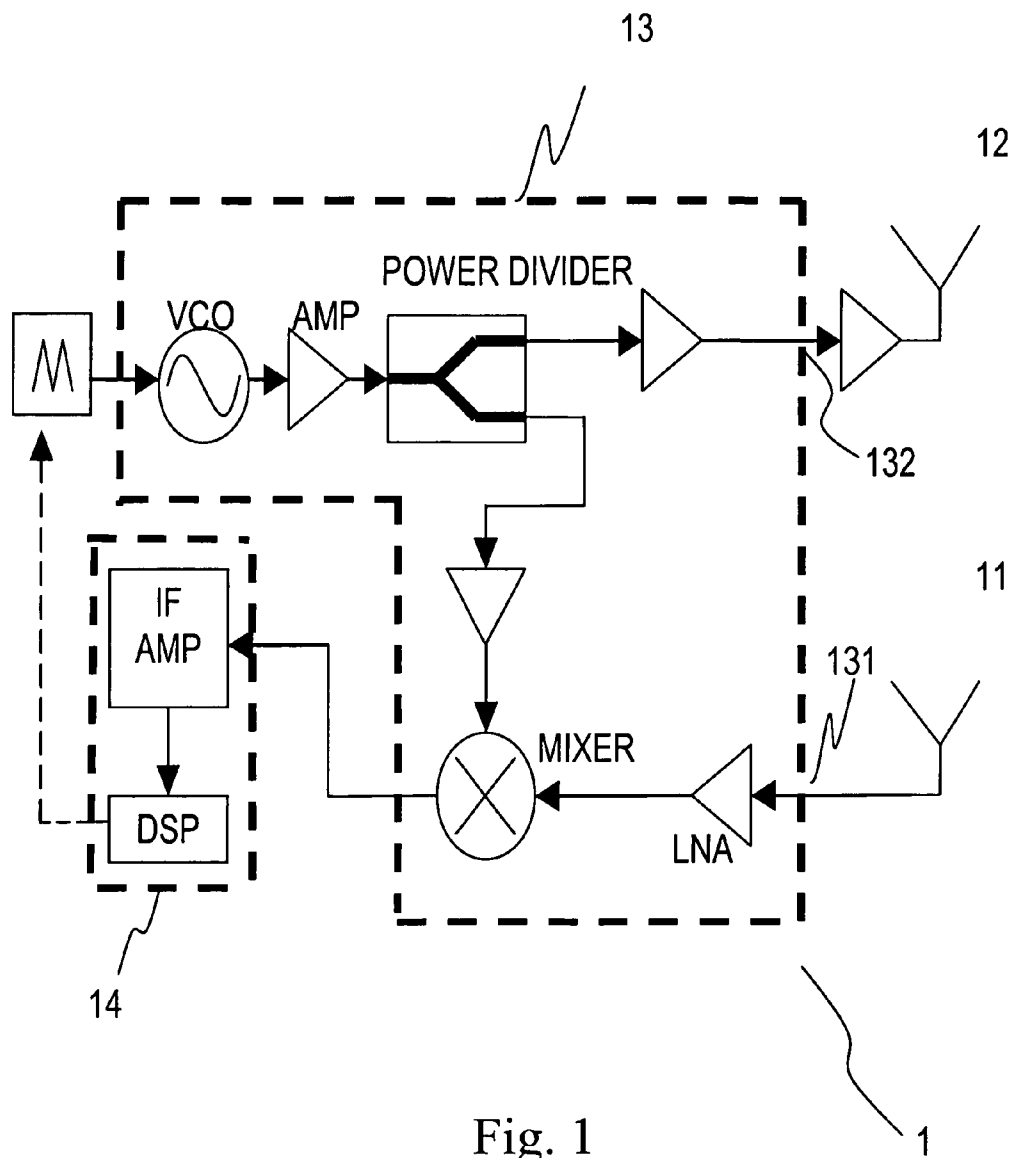 13
12
POWER DIVIDER
VCO
AMP
132
11
IF
AMP
131
MIXER
DSP
LNA
14
Fig. 1
1